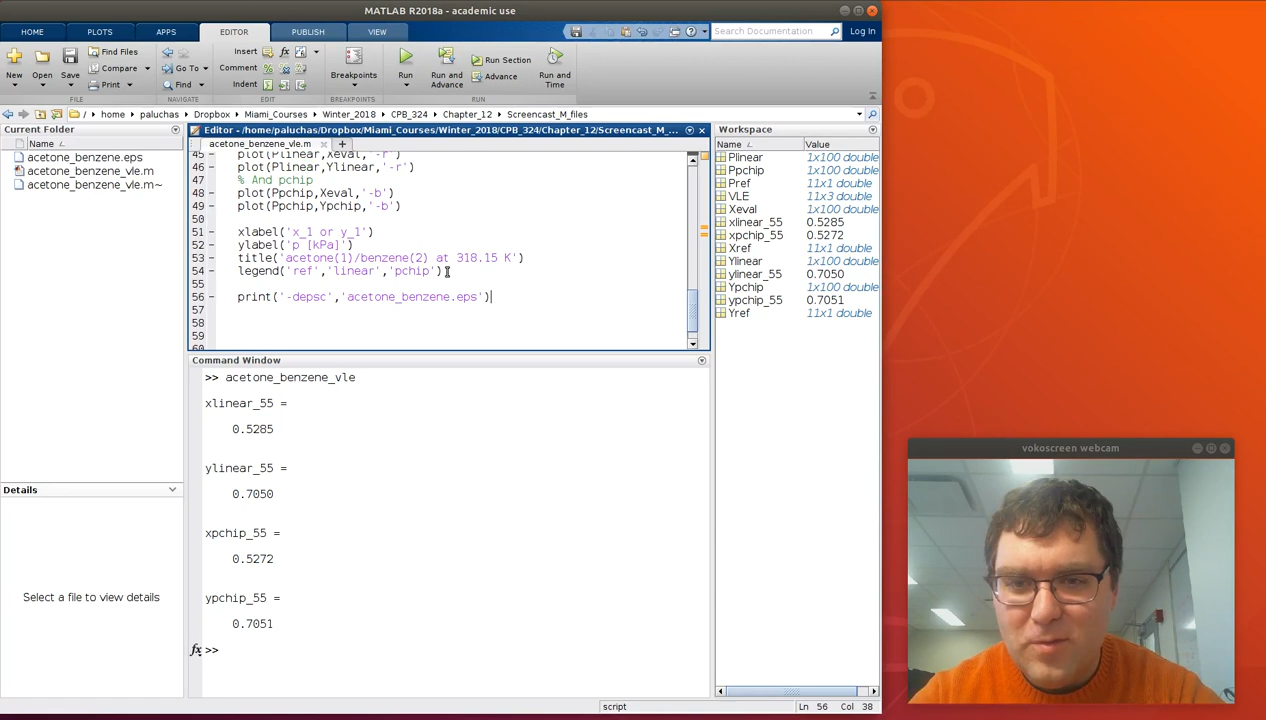 MATLAB R2018a - academic use
HOME PLOTS APPS EDITOR PUBLISH VIEW Search Documentation Log In
New Open Save Find Files Compare Print Go To Find Insert Comment Indent fx Breakpoints Run Run and Advance Run Section Advance Run and Time
FILE NAVIGATE EDIT BREAKPOINTS RUN
/ home paluchas Dropbox Miami_Courses Winter_2018 CPB_324 Chapter_12 Screencast_M_files
Current Folder
Name
acetone_benzene.eps
acetone_benzene_vle.m
acetone_benzene_vle.m~
Details
Select a file to view details
Editor - /home/paluchas/Dropbox/Miami_Courses/Winter_2018/CPB_324/Chapter_12/Screencast_M_...
acetone_benzene_vle.m
45 plot(Plinear,Xeval,'-r')
46 plot(Plinear,Ylinear,'-r')
47 % And pchip
48 plot(Ppchip,Xeval,'-b')
49 plot(Ppchip,Ypchip,'-b')
50
51 xlabel('x_1 or y_1')
52 ylabel('p [kPa]')
53 title('acetone(1)/benzene(2) at 318.15 K')
54 legend('ref','linear','pchip')
55
56 print('-depsc','acetone_benzene.eps')
57
58
59
60
Command Window
>> acetone_benzene_vle
xlinear_55 =
0.5285
ylinear_55 =
0.7050
xpchip_55 =
0.5272
ypchip_55 =
0.7051
fx >>
Workspace
Name Value
Plinear 1x100 double
Ppchip 1x100 double
Pref 11x1 double
VLE 11x3 double
Xeval 1x100 double
xlinear_55 0.5285
xpchip_55 0.5272
Xref 11x1 double
Ylinear 1x100 double
ylinear_55 0.7050
Ypchip 1x100 double
ypchip_55 0.7051
Yref 11x1 double
script Ln 56 Col 38
vokoscreen webcam